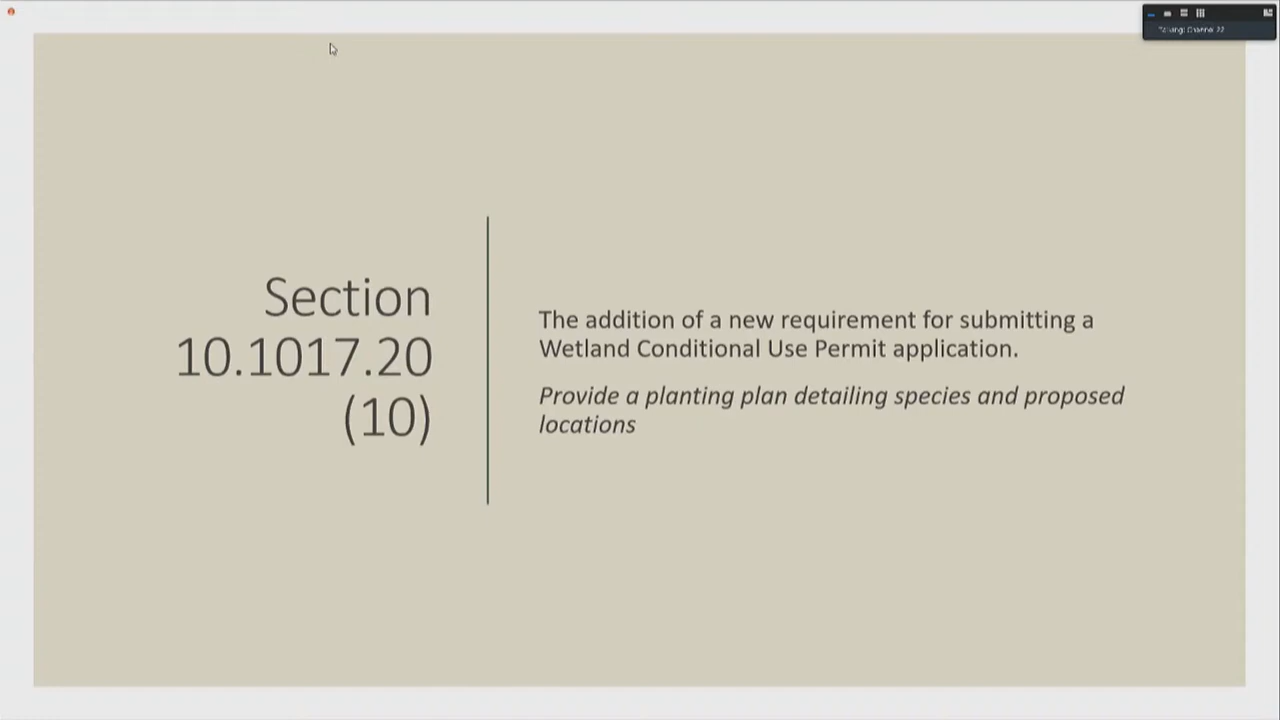 Section
10.1017.20
(10)
The addition of a new requirement for submitting a
Wetland Conditional Use Permit application.
Provide a planting plan detailing species and proposed
locations